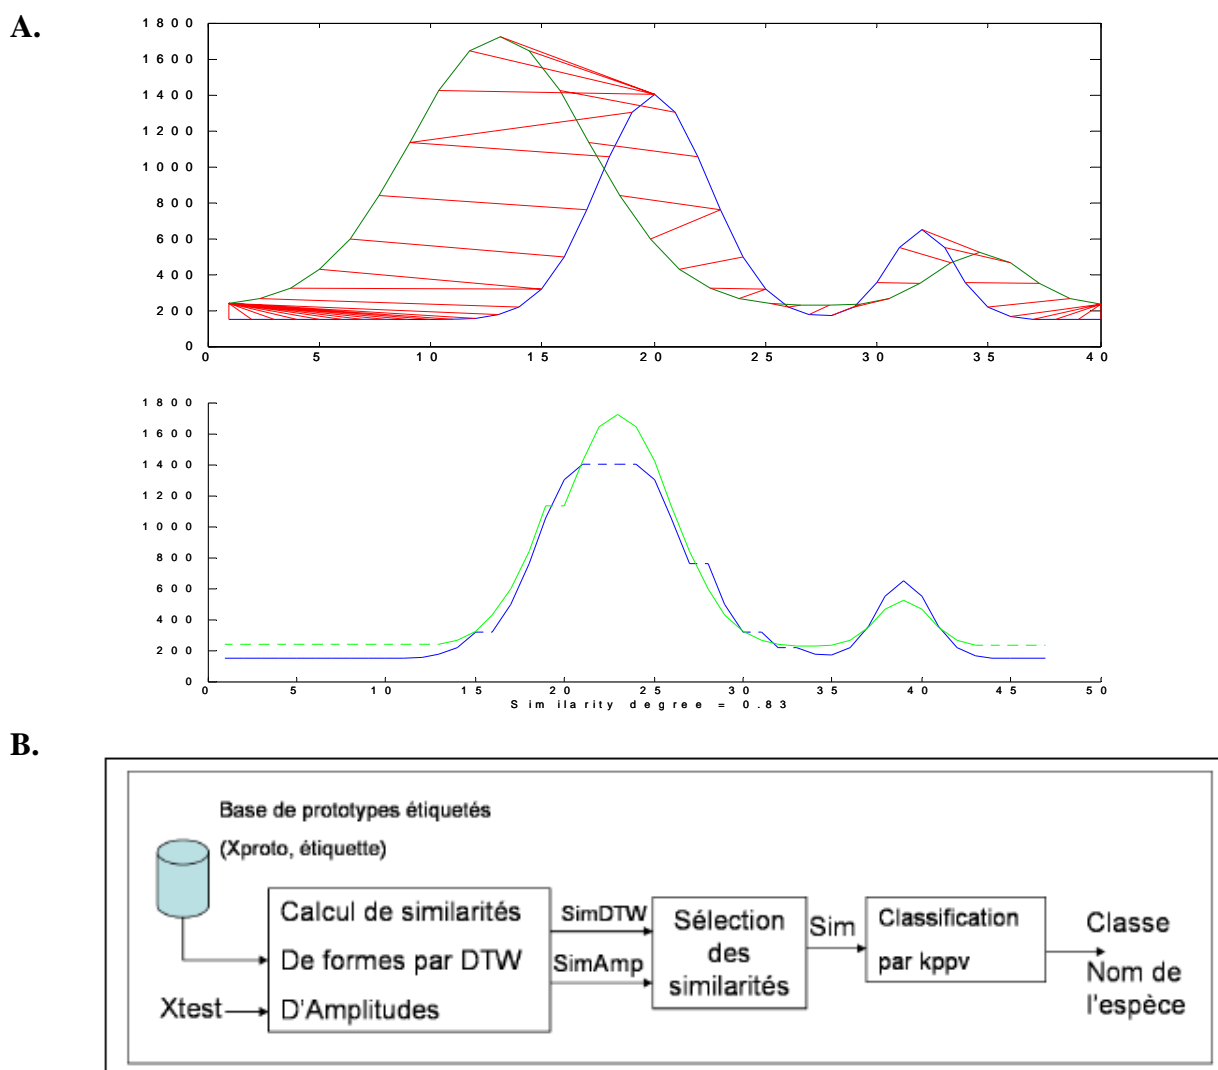 A.
1800
1600
1400
1200
1000
800
600
400
200
0
0 5 10 15 20 25 30 35 40
1800
1600
1400
1200
1000
800
600
400
200
0
0 5 10 15 20 25 30 35 40 45 50
Similarity degree = 0.83
B.
Base de prototypes étiquetés
(Xproto, étiquette)
Calcul de similarités
De formes par DTW
D'Amplitudes
Xtest
SimDTW
SimAmp
Sélection
des
similarités
Sim
Classification
par kppv
Classe
Nom de
l'espèce